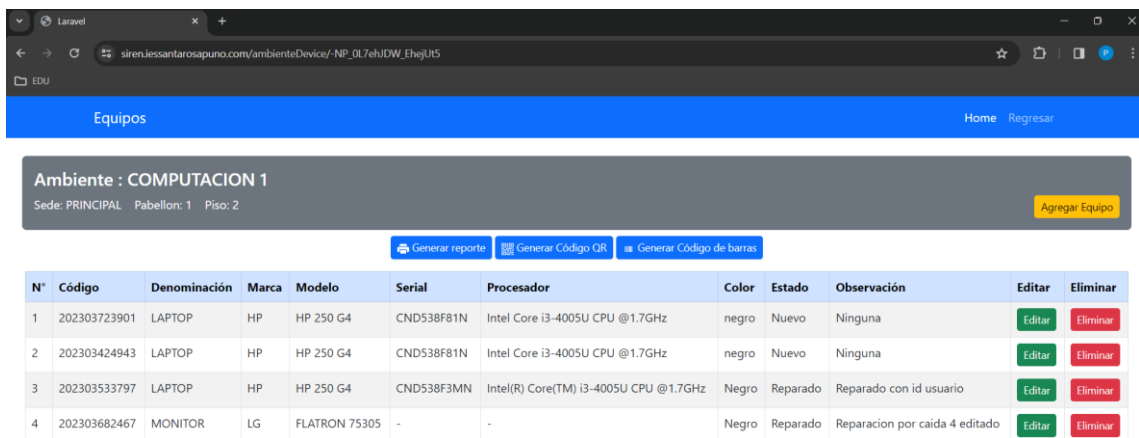 Laravel
siren.iessantarosapuno.com/ambienteDevice/-NP_0L7ehJDW_EhejUt5
P
EDU
Equipos Home Regresar
Ambiente : COMPUTACION 1
Sede: PRINCIPAL Pabellon: 1 Piso: 2
Agregar Equipo
Generar reporte Generar Código QR Generar Código de barras
N° Código Denominación Marca Modelo Serial Procesador Color Estado Observación Editar Eliminar
1 202303723901 LAPTOP HP HP 250 G4 CND538F81N Intel Core i3-4005U CPU @1.7GHz negro Nuevo Ninguna Editar Eliminar
2 202303424943 LAPTOP HP HP 250 G4 CND538F81N Intel Core i3-4005U CPU @1.7GHz negro Nuevo Ninguna Editar Eliminar
3 202303533797 LAPTOP HP HP 250 G4 CND538F3MN Intel(R) Core(TM) i3-4005U CPU @1.7GHz Negro Reparado Reparado con id usuario Editar Eliminar
4 202303682467 MONITOR LG FLATRON 75305 - - Negro Reparado Reparacion por caida 4 editado Editar Eliminar